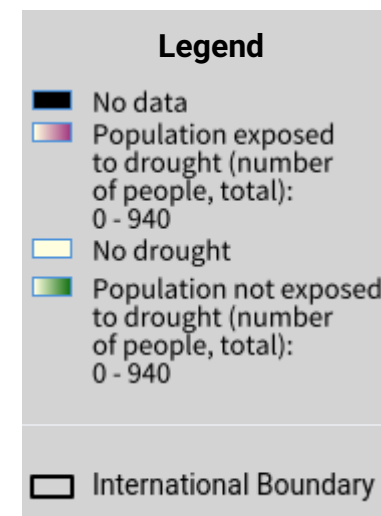 Legend
No data
Population exposed
to drought (number
of people, total):
0 - 940
No drought
Population not exposed
to drought (number
of people, total):
0 - 940
International Boundary